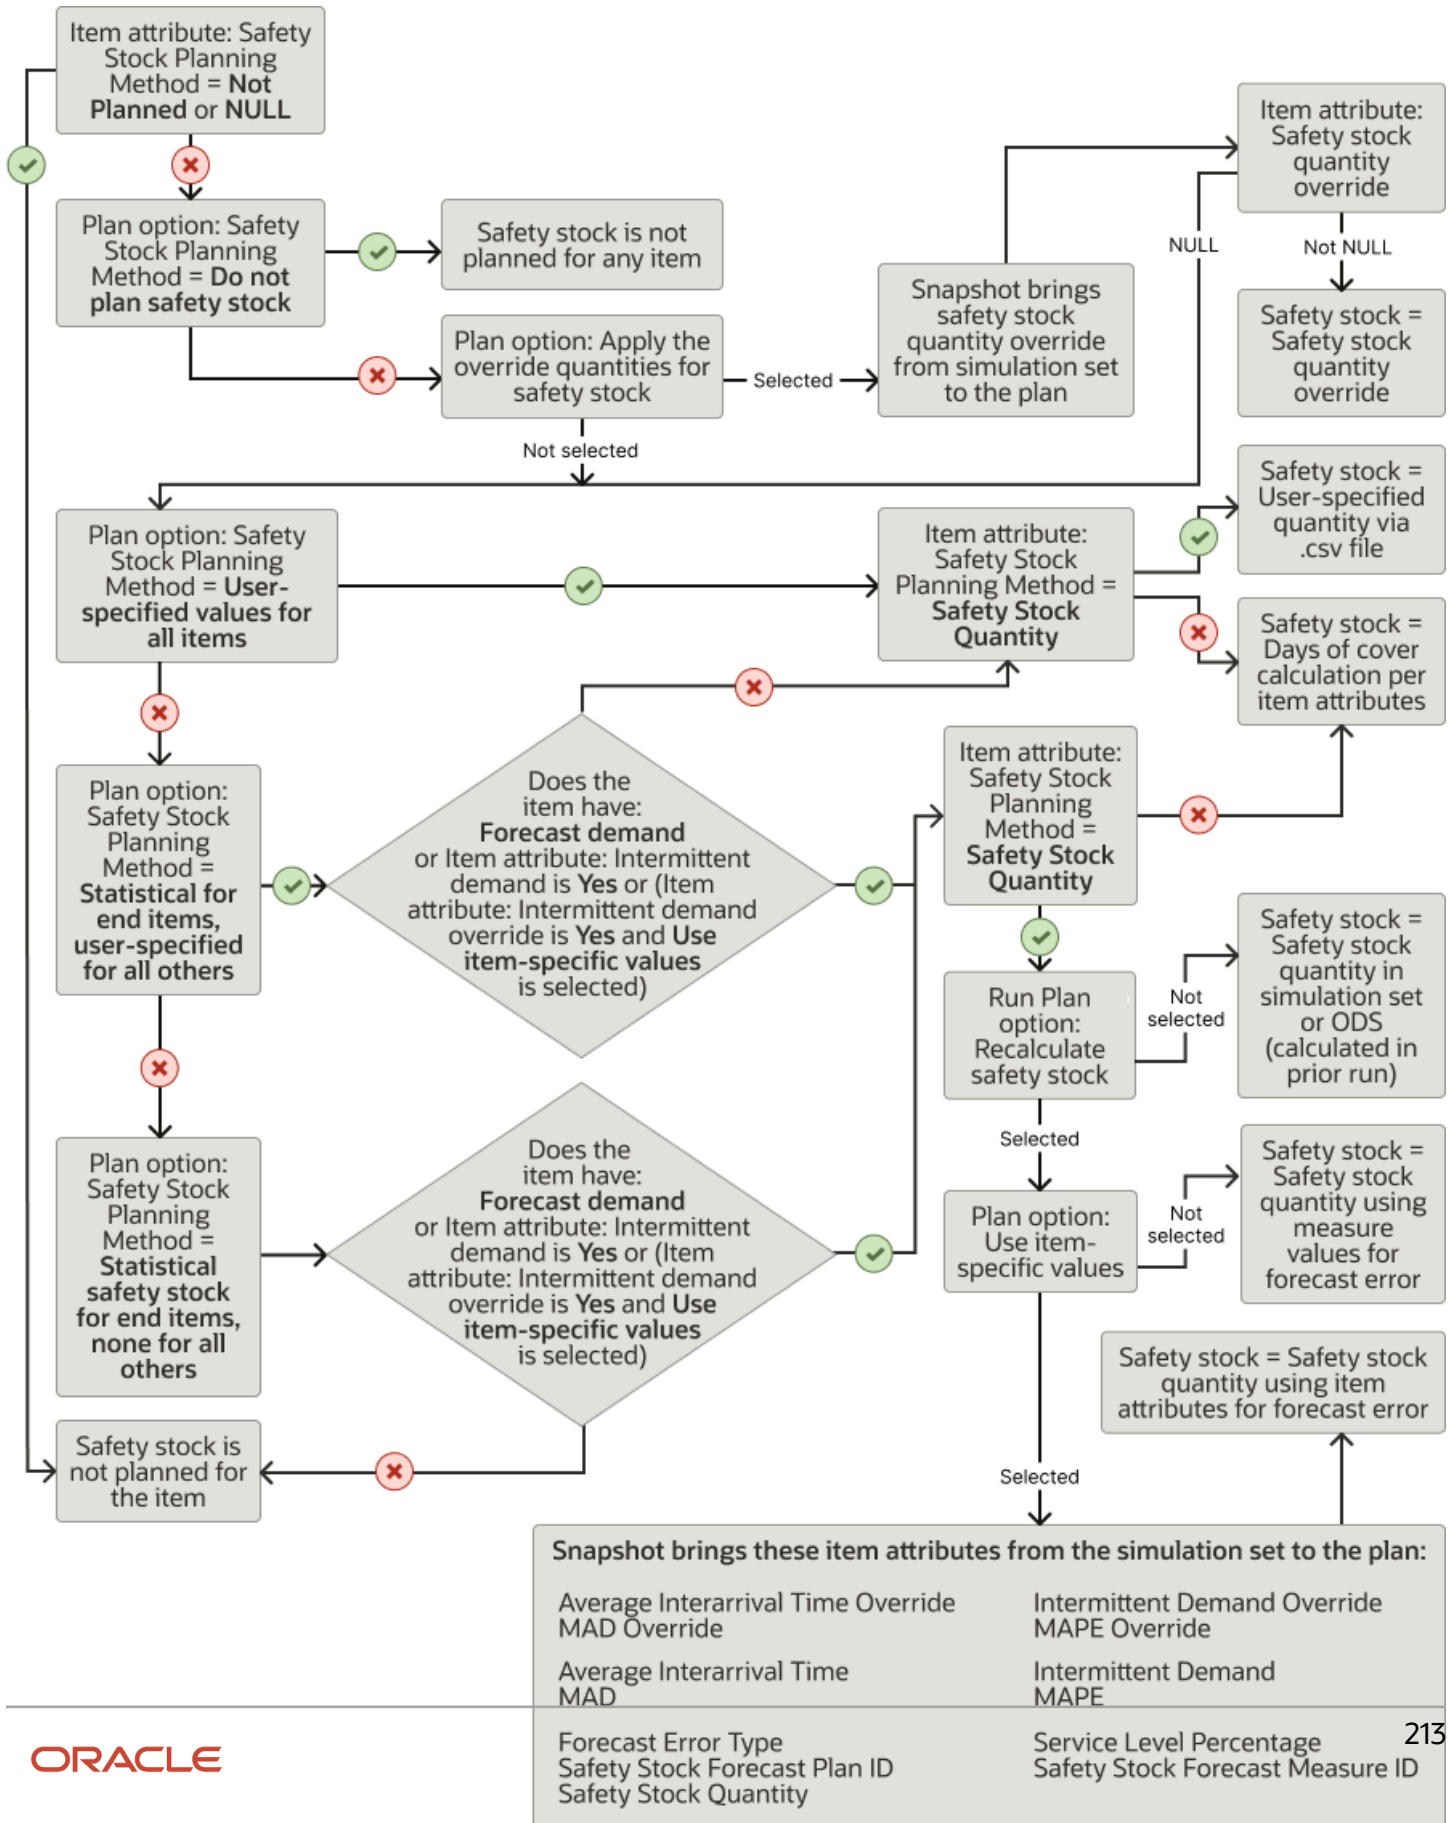 Item attribute: Safety
Stock Planning
Method = Not
Planned or NULL
Plan option: Safety
Stock Planning
Method = Do not
plan safety stock
Safety stock is not
planned for any item
Plan option: Apply the
override quantities for
safety stock
Selected
Not selected
Snapshot brings
safety stock
quantity override
from simulation set
to the plan
Item attribute:
Safety stock
quantity
override
NULL
Not NULL
Safety stock =
Safety stock
quantity
override
Plan option: Safety
Stock Planning
Method = User-
specified values for
all items
Item attribute:
Safety Stock
Planning Method =
Safety Stock
Quantity
Safety stock =
User-specified
quantity via
.csv file
Safety stock =
Days of cover
calculation per
item attributes
Plan option:
Safety Stock
Planning
Method =
Statistical for
end items,
user-specified
for all others
Does the
item have:
Forecast demand
or Item attribute: Intermittent
demand is Yes or (Item
attribute: Intermittent demand
override is Yes and Use
item-specific values
is selected)
Item attribute:
Safety Stock
Planning
Method =
Safety Stock
Quantity
Run Plan
option:
Recalculate
safety stock
Not
selected
Safety stock =
Safety stock
quantity in
simulation set
or ODS
(calculated in
prior run)
Selected
Plan option:
Safety Stock
Planning
Method =
Statistical
safety stock
for end items,
none for all
others
Does the
item have:
Forecast demand
or Item attribute: Intermittent
demand is Yes or (Item
attribute: Intermittent demand
override is Yes and Use
item-specific values
is selected)
Plan option:
Use item-
specific values
Not
selected
Safety stock =
Safety stock
quantity using
measure
values for
forecast error
Safety stock = Safety stock
quantity using item
attributes for forecast error
Safety stock is
not planned for
the item
Selected
Snapshot brings these item attributes from the simulation set to the plan:
Average Interarrival Time Override
MAD Override
Intermittent Demand Override
MAPE Override
Average Interarrival Time
MAD
Intermittent Demand
MAPE
Forecast Error Type
Safety Stock Forecast Plan ID
Safety Stock Quantity
Service Level Percentage
Safety Stock Forecast Measure ID
213
ORACLE